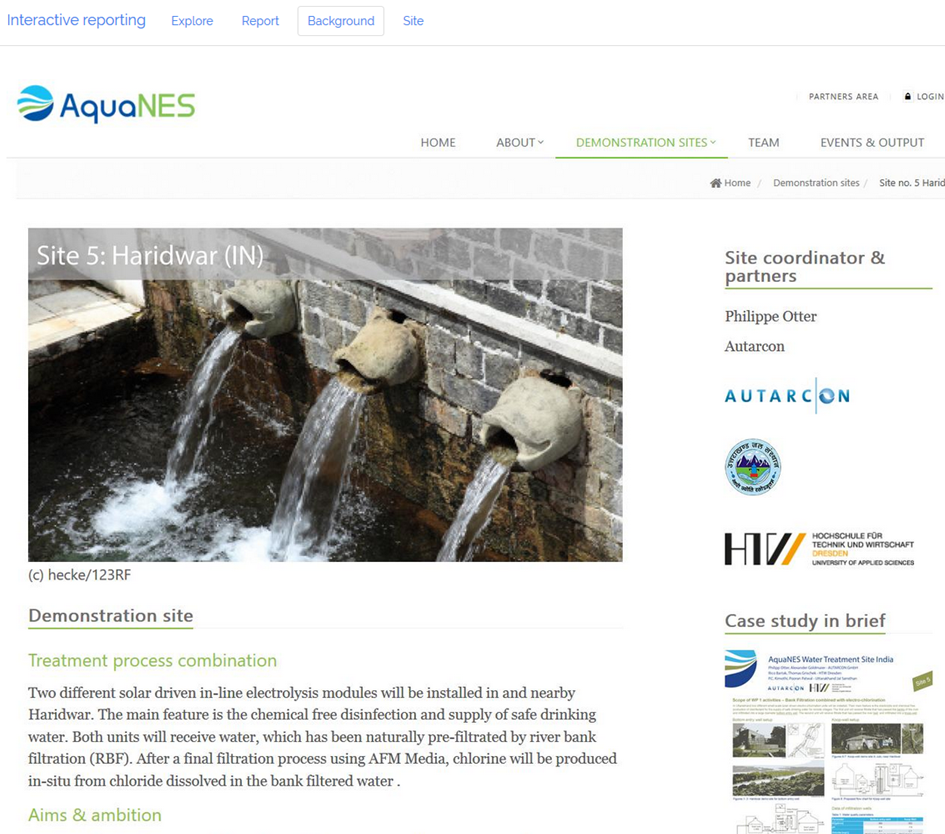 Interactive reporting Explore Report Background Site
AquaNES
PARTNERS AREA LOGIN
HOME ABOUT DEMONSTRATION SITES TEAM EVENTS & OUTPUT
Home / Demonstration sites / Site no. 5 Harid
Site 5: Haridwar (IN)
(c) hecke/123RF
Demonstration site
Treatment process combination
Two different solar driven in-line electrolysis modules will be installed in and nearby
Haridwar. The main feature is the chemical free disinfection and supply of safe drinking
water. Both units will receive water, which has been naturally pre-filtrated by river bank
filtration (RBF). After a final filtration process using AFM Media, chlorine will be produced
in-situ from chloride dissolved in the bank filtered water .
Aims & ambition
Site coordinator &
partners
Philippe Otter
Autarcon
AUTARCON
HTW
HOCHSCHULE FÜR
TECHNIK UND WIRTSCHAFT
DRESDEN
UNIVERSITY OF APPLIED SCIENCES
Case study in brief
AquaNES Water Treatment Site India
AUTARCON
Site 5